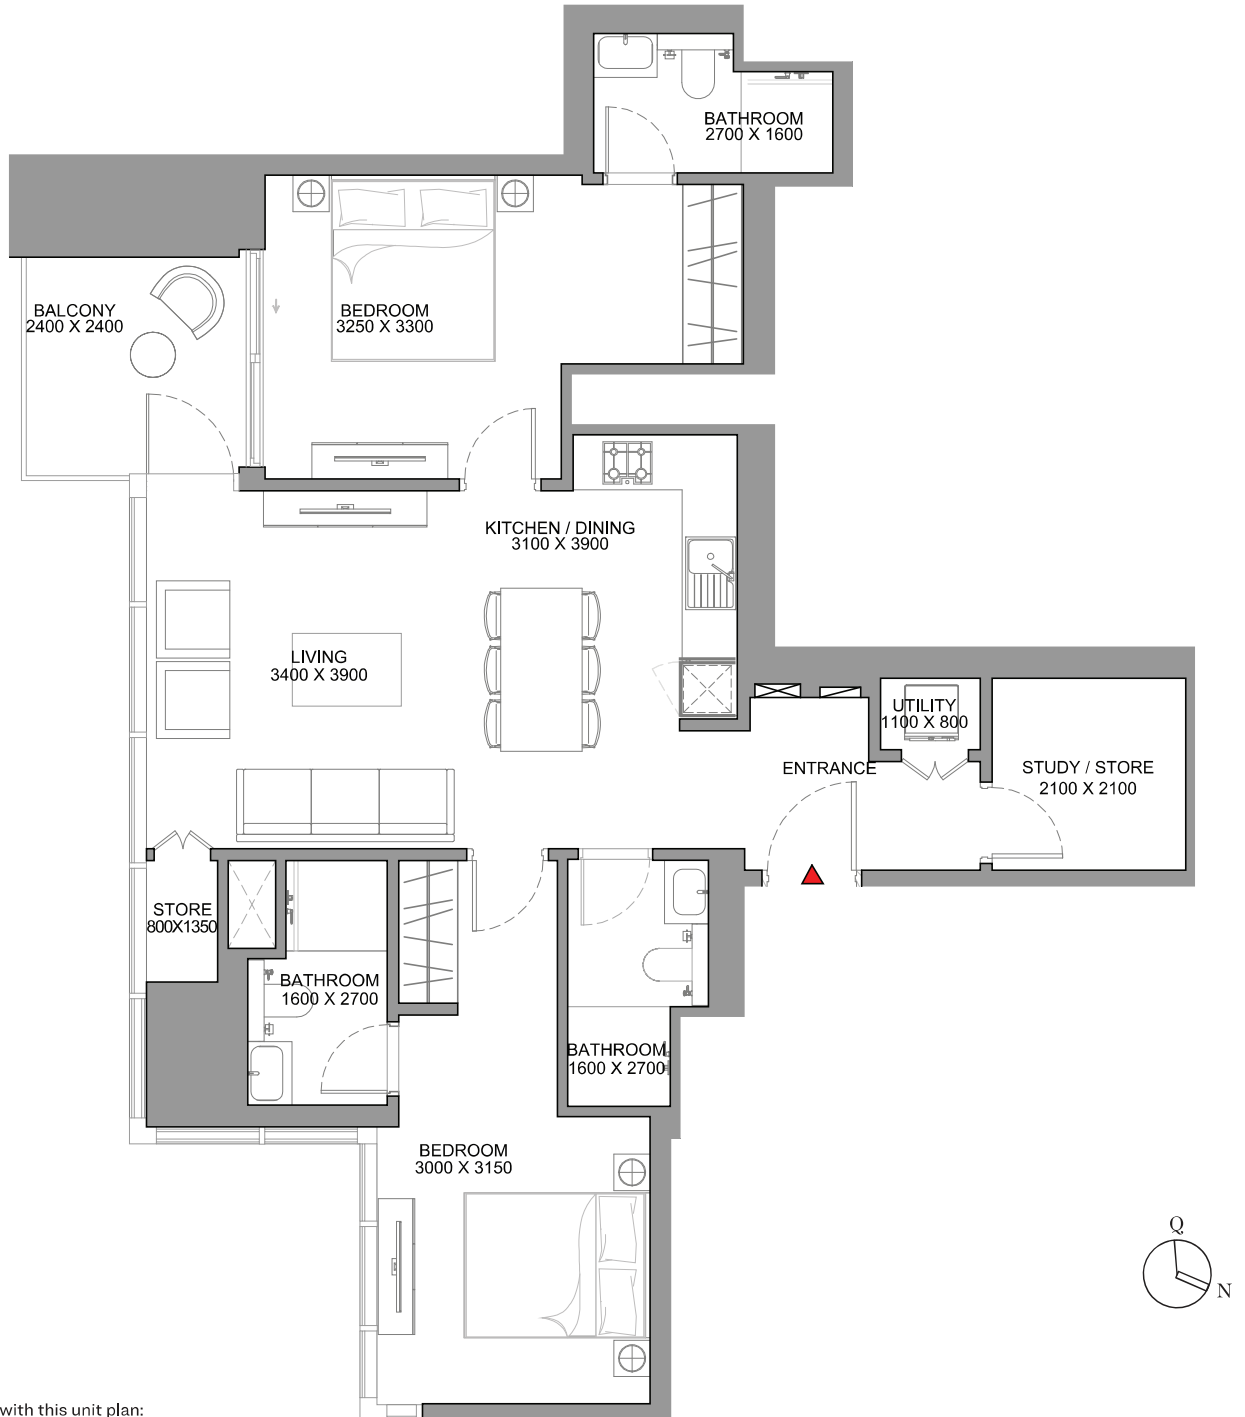 BATHROOM
2700 X 1600
BALCONY
2400 X 2400
BEDROOM
3250 X 3300
KITCHEN / DINING
3100 X 3900
LIVING
3400 X 3900
UTILITY
1100 X 800
ENTRANCE
STUDY / STORE
2100 X 2100
STORE
800X1350
BATHROOM
1600 X 2700
BATHROOM
1600 X 2700
BEDROOM
3000 X 3150
Q
N
with this unit plan: